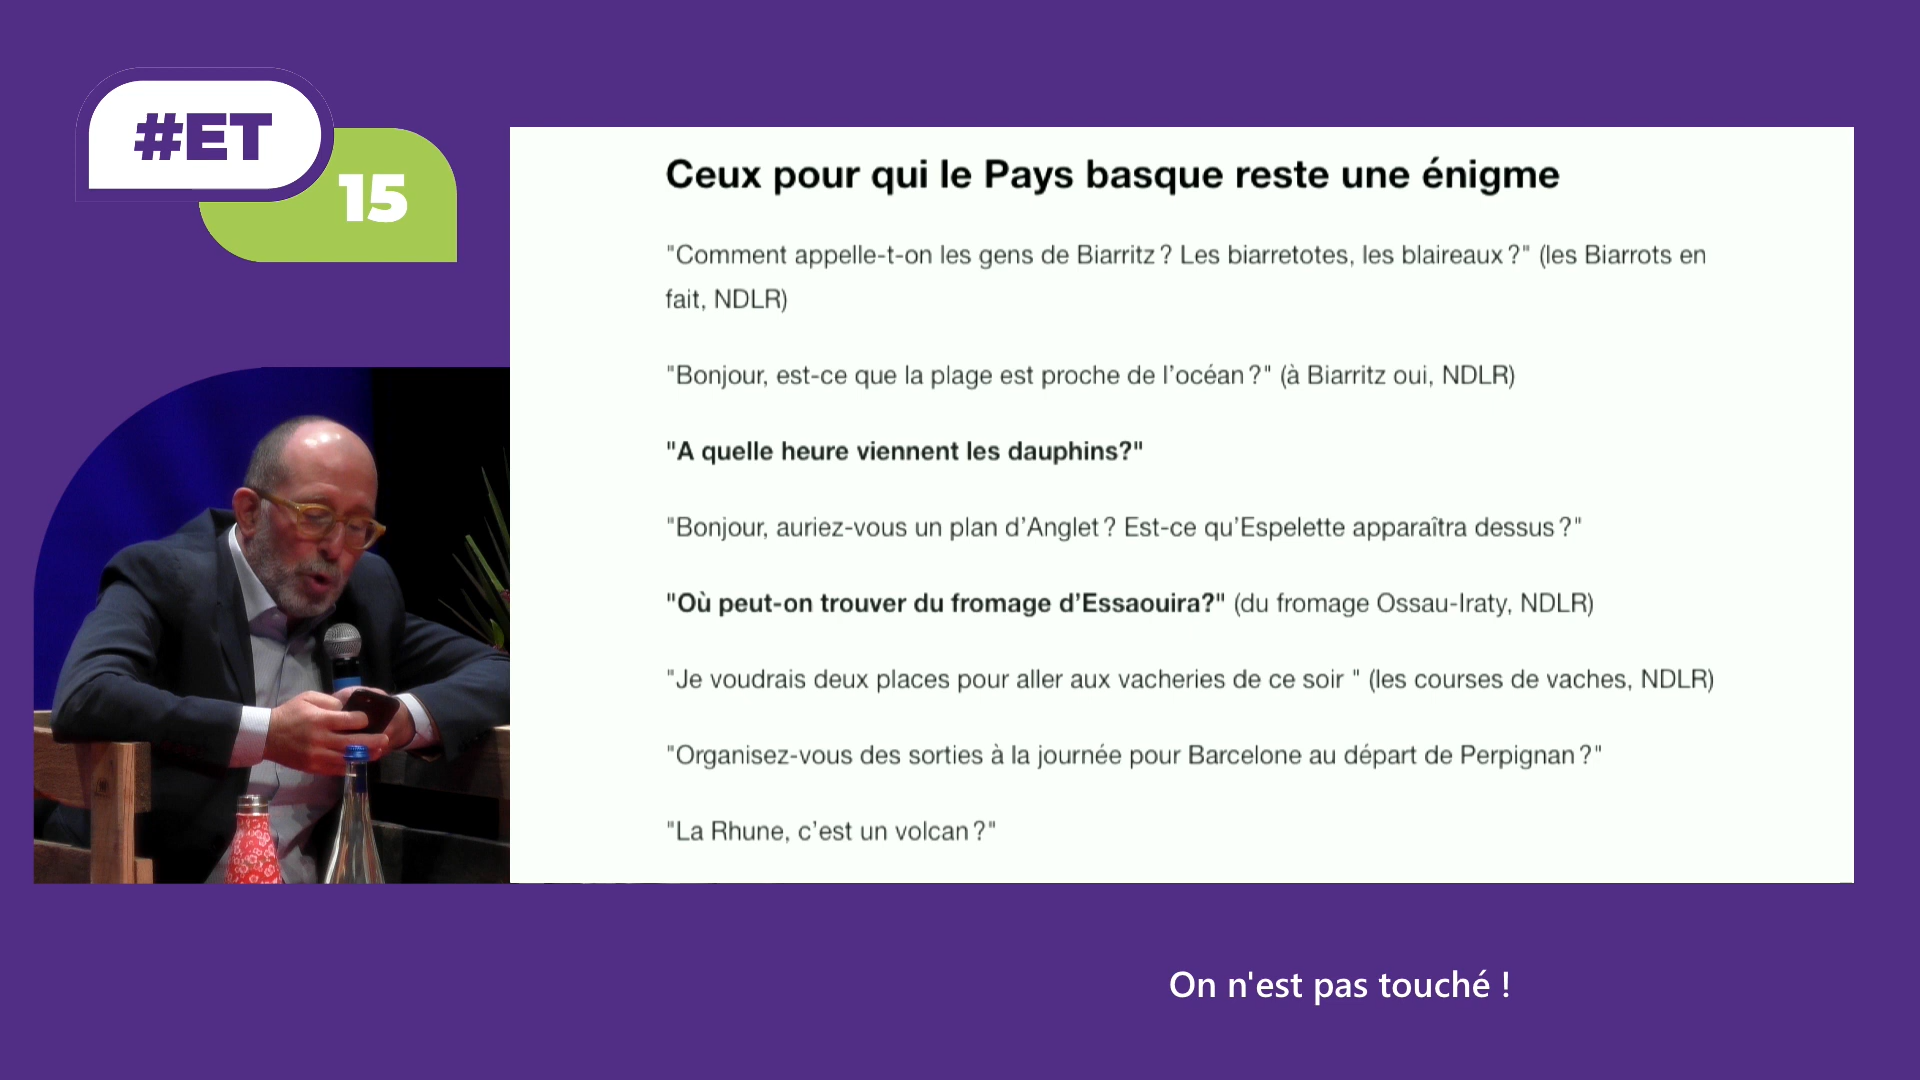 #ET
15
Ceux pour qui le Pays basque reste une énigme
"Comment appelle-t-on les gens de Biarritz ? Les biarretotes, les blaireaux ?" (les Biarrots en
fait, NDLR)
"Bonjour, est-ce que la plage est proche de l'océan ?" (à Biarritz oui, NDLR)
"A quelle heure viennent les dauphins?"
"Bonjour, auriez-vous un plan d'Anglet ? Est-ce qu'Espelette apparaîtra dessus ?"
"Où peut-on trouver du fromage d'Essaouira?" (du fromage Ossau-Iraty, NDLR)
"Je voudrais deux places pour aller aux vacheries de ce soir " (les courses de vaches, NDLR)
"Organisez-vous des sorties à la journée pour Barcelone au départ de Perpignan ?"
"La Rhune, c'est un volcan ?"
On n'est pas touché !